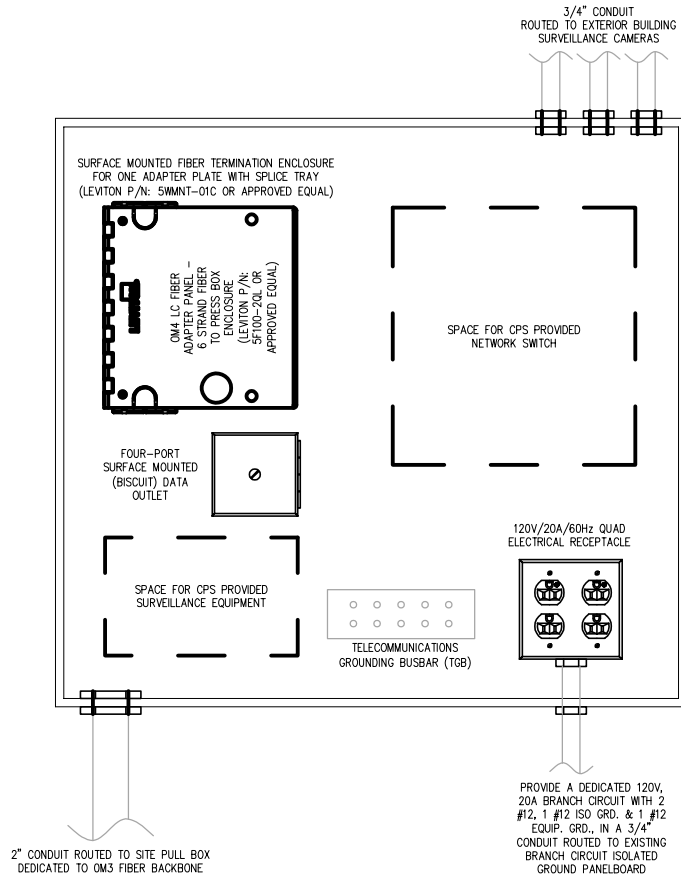 3/4" CONDUIT
ROUTED TO EXTERIOR BUILDING
SURVEILLANCE CAMERAS
SURFACE MOUNTED FIBER TERMINATION ENCLOSURE
FOR ONE ADAPTER PLATE WITH SPLICE TRAY
(LEVITON P/N: 5WMNT-01C OR APPROVED EQUAL)
LEVITON
OM4 LC FIBER
ADAPTER PANEL -
6 STRAND FIBER
TO PRESS BOX
ENCLOSURE
(LEVITON P/N:
5F100-2QL OR
APPROVED EQUAL)
SPACE FOR CPS PROVIDED
NETWORK SWITCH
FOUR-PORT
SURFACE MOUNTED
(BISCUIT) DATA
OUTLET
120V/20A/60Hz QUAD
ELECTRICAL RECEPTACLE
SPACE FOR CPS PROVIDED
SURVEILLANCE EQUIPMENT
TELECOMMUNICATIONS
GROUNDING BUSBAR (TGB)
PROVIDE A DEDICATED 120V,
20A BRANCH CIRCUIT WITH 2
#12, 1 #12 ISO GRD. & 1 #12
EQUIP. GRD., IN A 3/4"
CONDUIT ROUTED TO EXISTING
BRANCH CIRCUIT ISOLATED
GROUND PANELBOARD
2" CONDUIT ROUTED TO SITE PULL BOX
DEDICATED TO OM3 FIBER BACKBONE